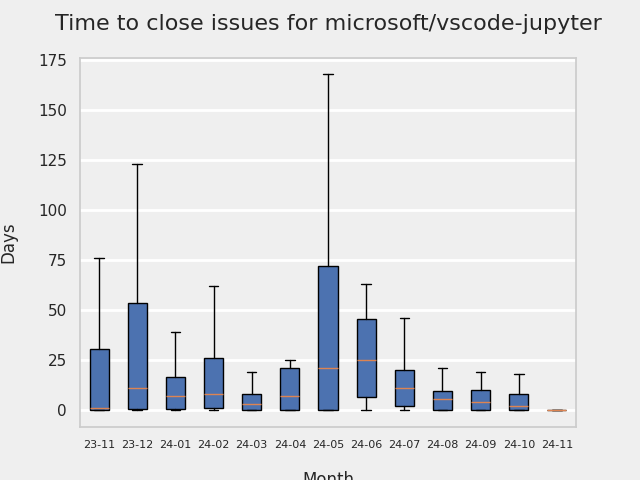 Time to close issues for microsoft/vscode-jupyter
175
150
125
100
75
50
25
0
Days
23-11 23-12 24-01 24-02 24-03 24-04 24-05 24-06 24-07 24-08 24-09 24-10 24-11
Month